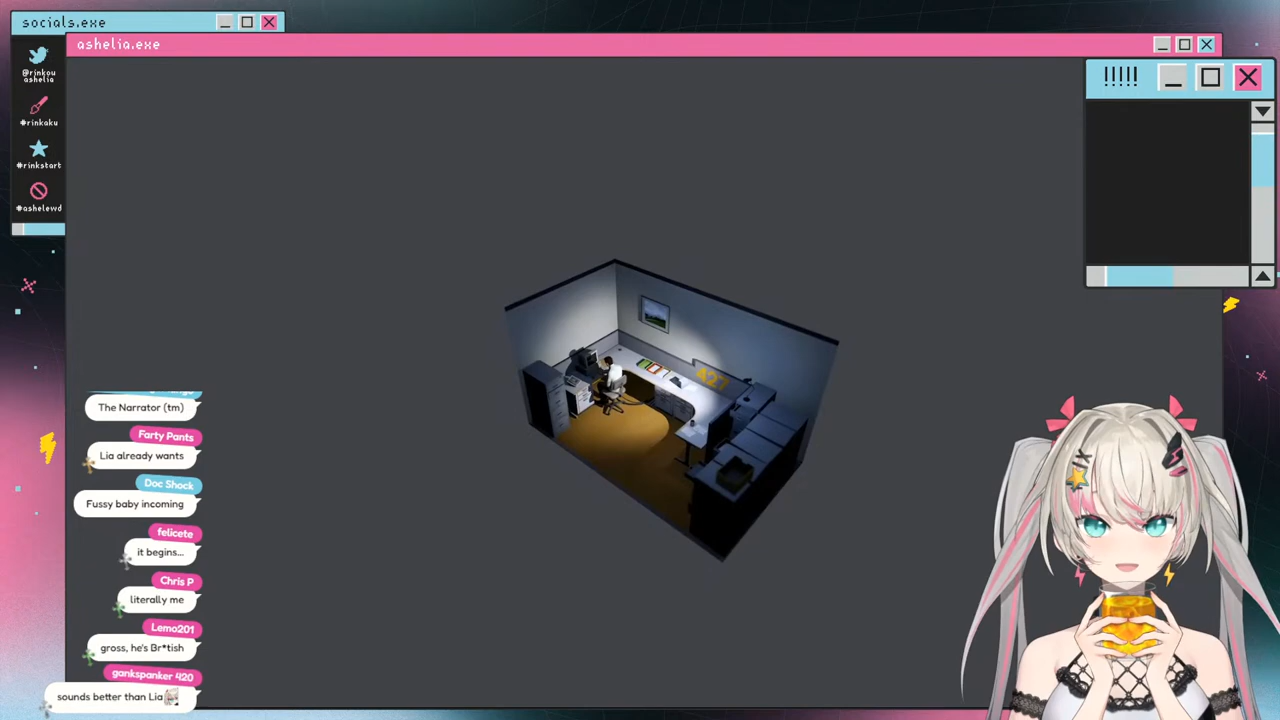 socials.exe
ashelia.exe
!!!!!
@rinkou
ashelia
#rinkaku
#rinkstart
#ashelewd
427
The Narrator (tm)
Farty Pants
Lia already wants
Doc Shock
Fussy baby incoming
felicete
it begins...
Chris P
literally me
Lemo201
gross, he's Br*tish
gankspanker 420
sounds better than Lia